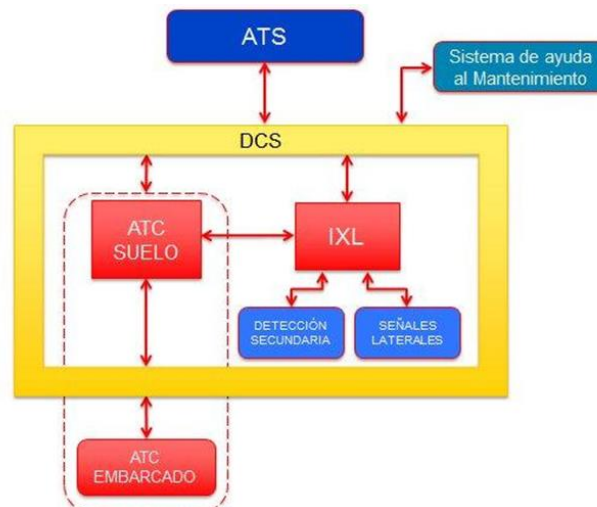 ATS
Sistema de ayuda
al Mantenimiento
DCS
ATC
SUELO
IXL
DETECCIÓN
SECUNDARIA
SEÑALES
LATERALES
ATC
EMBARCADO